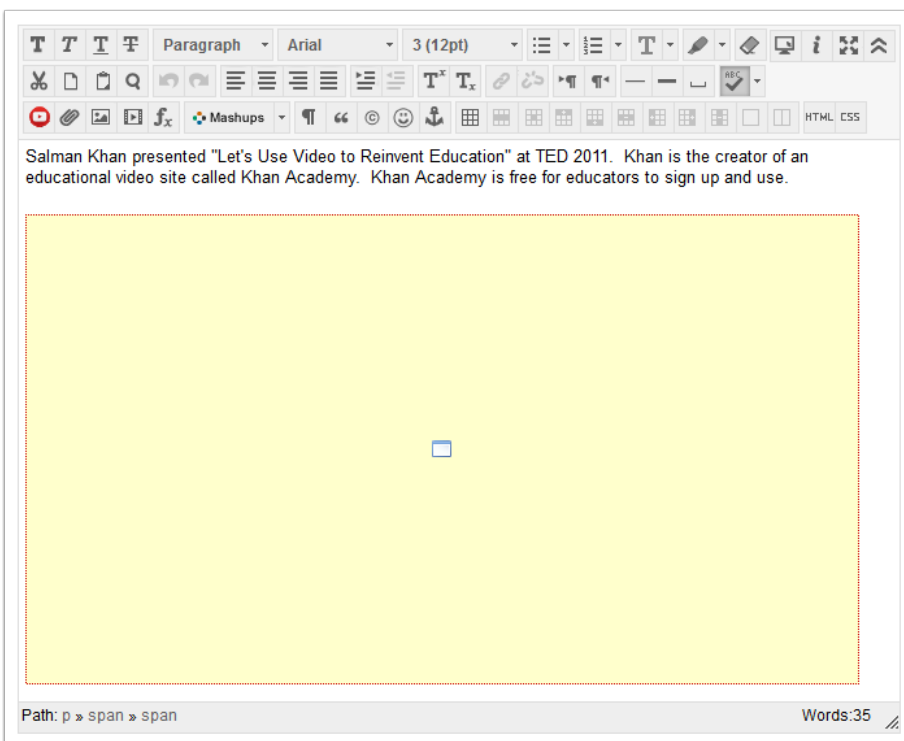 T T T T Paragraph Arial 3 (12pt) T i
T x T x ABC
f x Mashups © HTML CSS
Salman Khan presented "Let's Use Video to Reinvent Education" at TED 2011.  Khan is the creator of an
educational video site called Khan Academy.  Khan Academy is free for educators to sign up and use.
Path: p » span » span Words:35